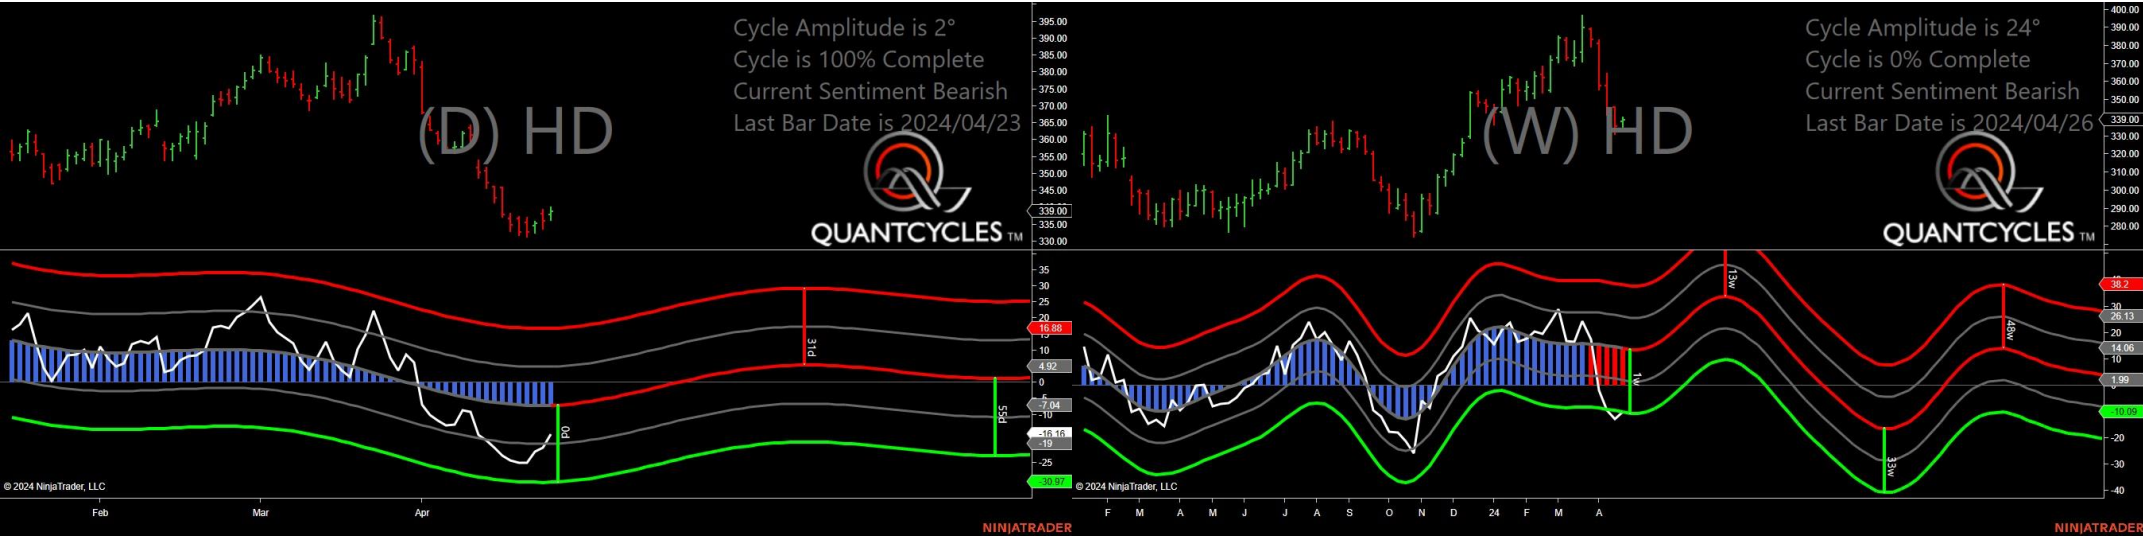 Cycle Amplitude is 2°
Cycle is 100% Complete
Current Sentiment Bearish
Last Bar Date is 2024/04/23
(D) HD
QUANTCYCLES TM
395.00
390.00
385.00
380.00
375.00
370.00
365.00
360.00
355.00
350.00
345.00
339.00
335.00
330.00
35
30
25
20
16.88
15
10
4.92
0
-7.04
-10
-16.16
-19
-25
-30.97
31d
0d
55d
© 2024 NinjaTrader, LLC
Feb
Mar
Apr
NINJATRADER
Cycle Amplitude is 24°
Cycle is 0% Complete
Current Sentiment Bearish
Last Bar Date is 2024/04/26
(W) HD
QUANTCYCLES TM
400.00
390.00
380.00
370.00
360.00
350.00
339.00
330.00
320.00
310.00
300.00
290.00
280.00
38.2
30
26.13
20
14.06
10
1.99
-10.09
-20
-30
-40
13w
48w
1w
33w
© 2024 NinjaTrader, LLC
F
M
A
M
J
J
A
S
O
N
D
24
F
M
A
NINJATRADER